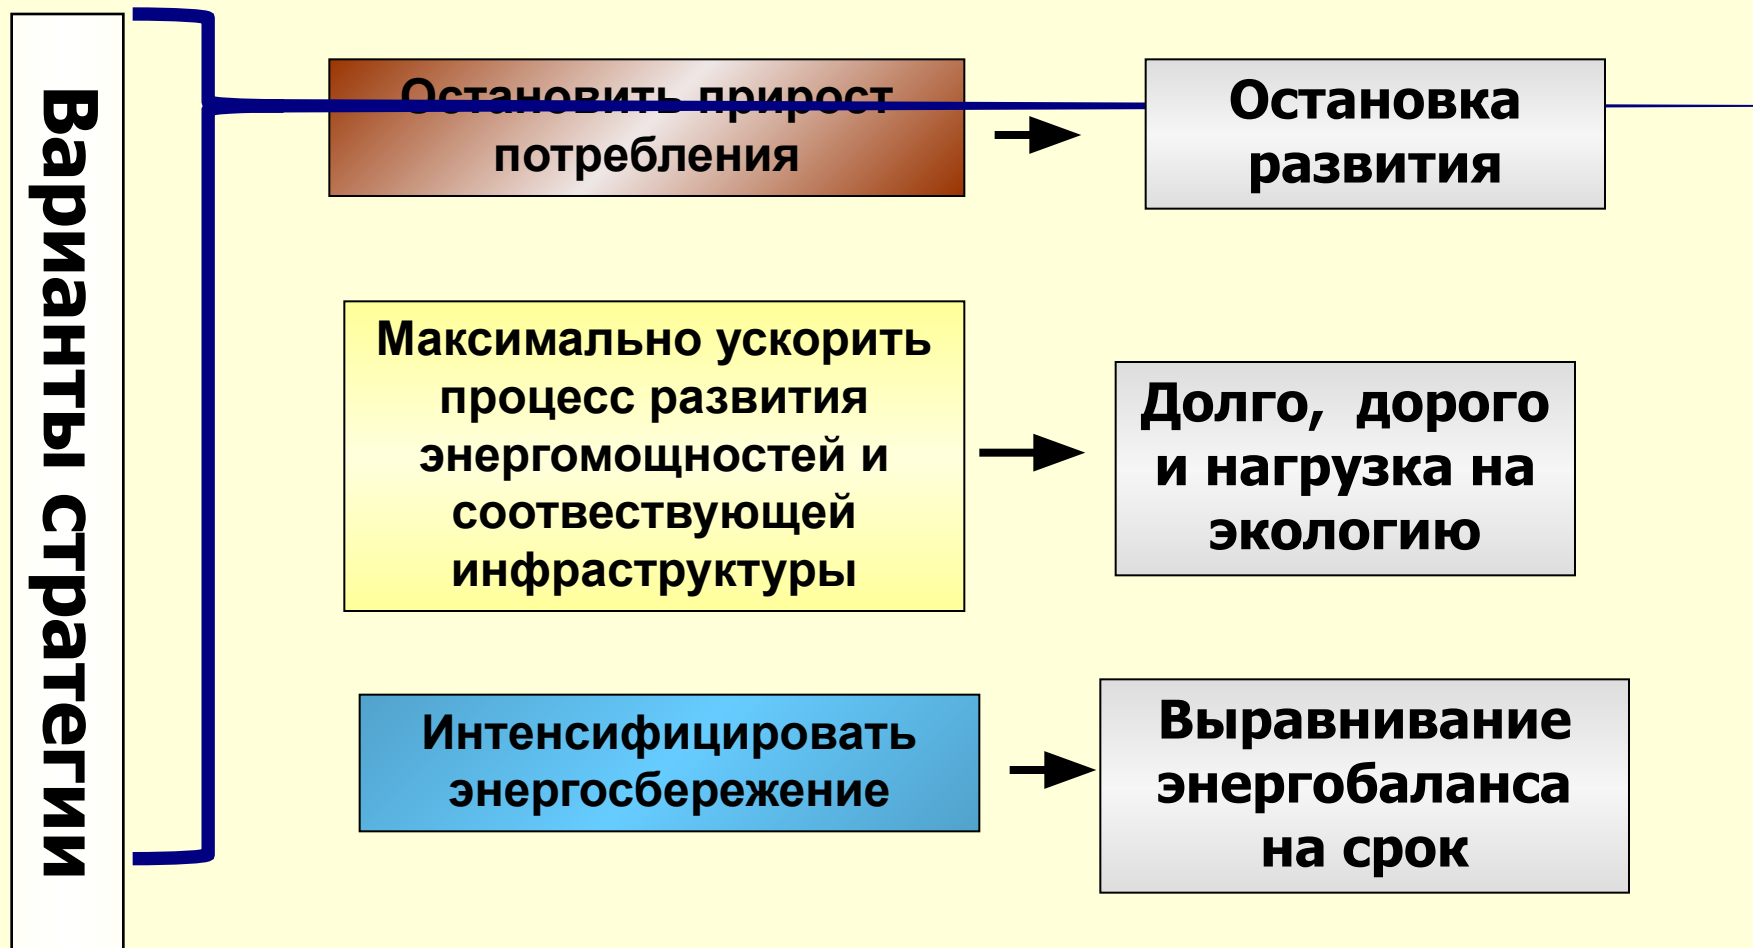 Варианты стратегии
Остановить прирост
потребления
Остановка
развития
Максимально ускорить
процесс развития
энергомощностей и
соотвествующей
инфраструктуры
Долго, дорого
и нагрузка на
экологию
Интенсифицировать
энергосбережение
Выравнивание
энергобаланса
на срок